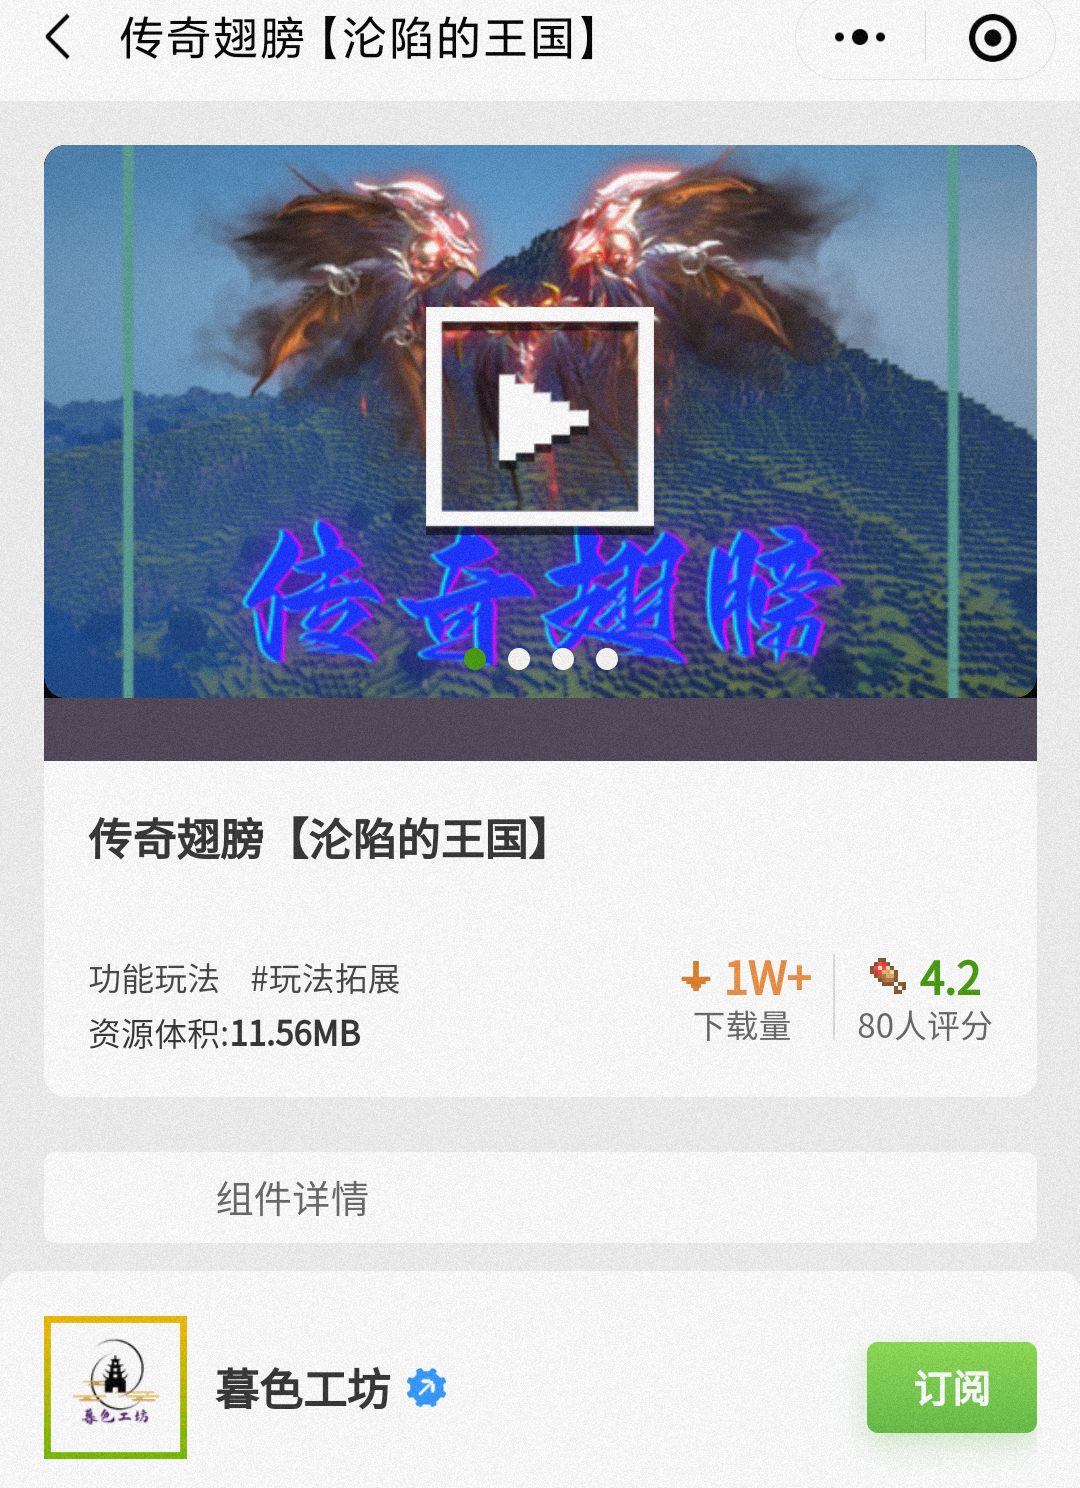 传奇翅膀【沦陷的王国】
传奇翅膀
传奇翅膀【沦陷的王国】
功能玩法 #玩法拓展
资源体积:11.56MB
1W+
下载量
4.2
80人评分
组件详情
暮色工坊
暮色工坊
订阅